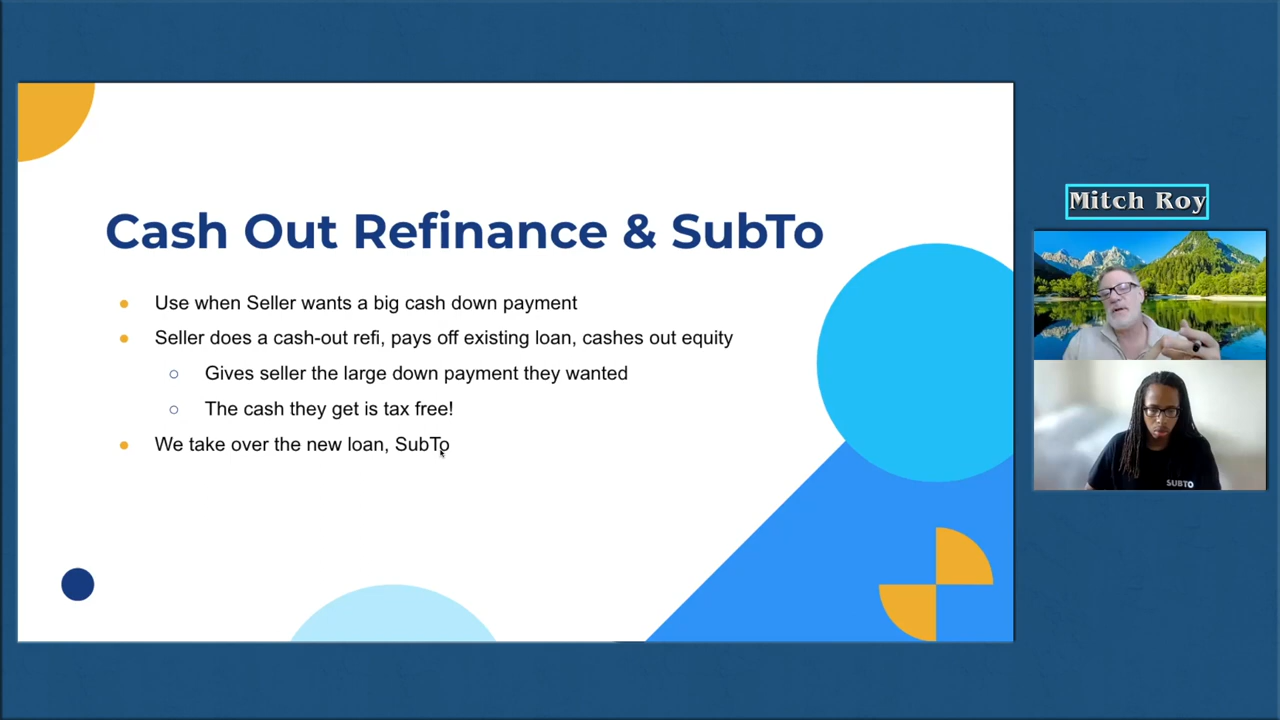 Cash Out Refinance & SubTo
Use when Seller wants a big cash down payment
Seller does a cash-out refi, pays off existing loan, cashes out equity
Gives seller the large down payment they wanted
The cash they get is tax free!
We take over the new loan, SubTo
Mitch Roy
SUBTO